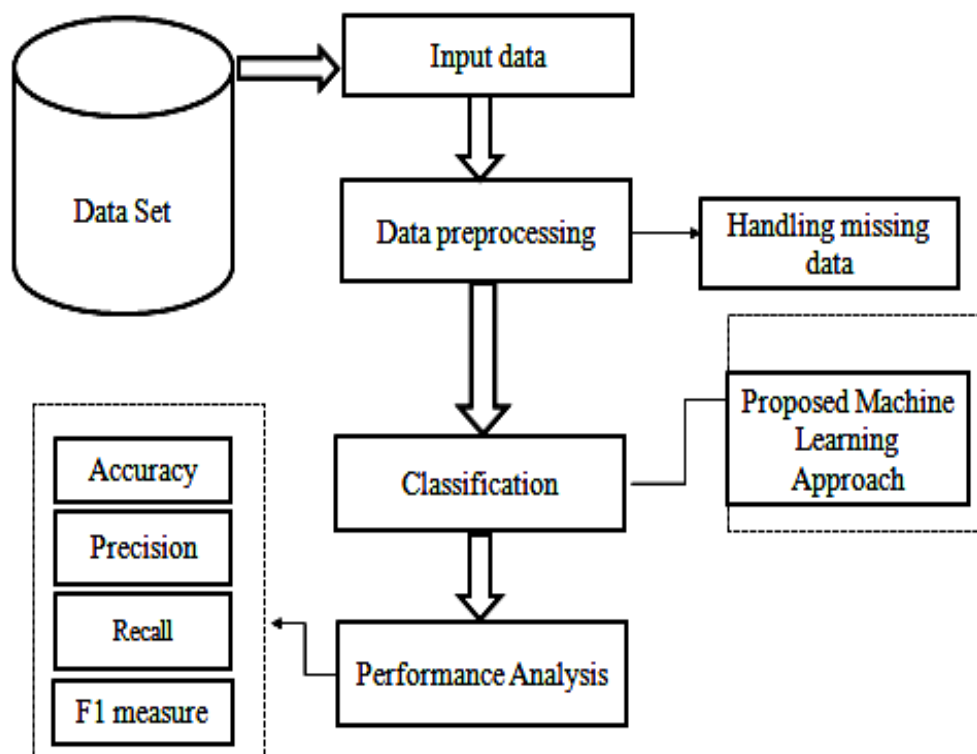 Input data
Data Set
Data preprocessing
Handling missing
data
Proposed Machine
Learning
Approach
Classification
Accuracy
Precision
Recall
F1 measure
Performance Analysis